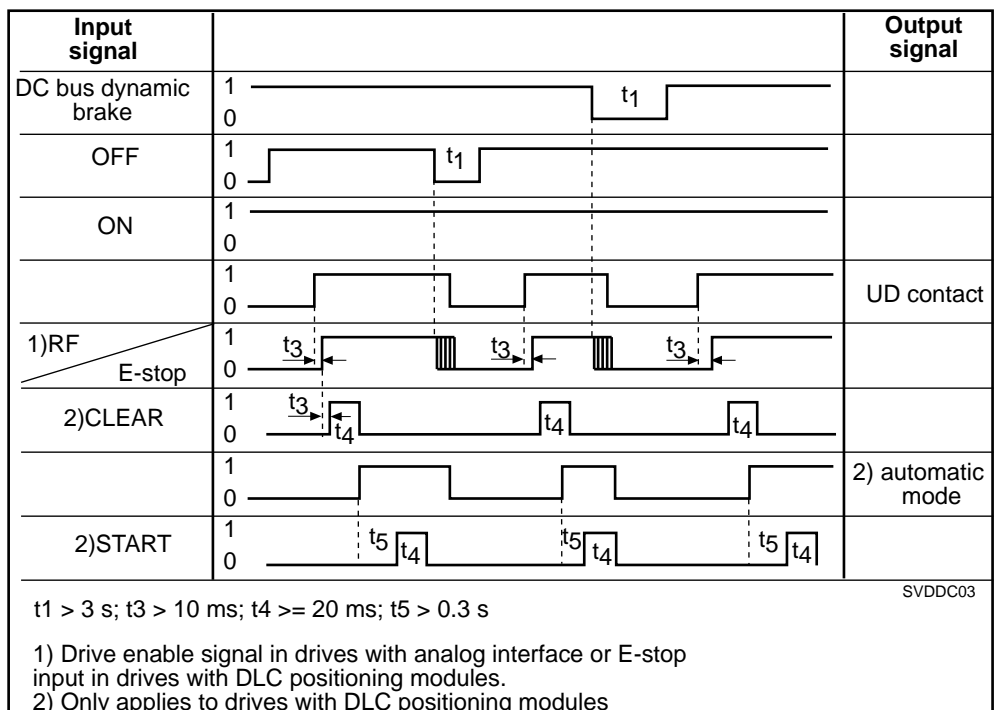 Input
signal
Output
signal
DC bus dynamic
brake
1
0
t1
OFF
1
0
t1
ON
1
0
1
0
UD contact
1)RF
E-stop
1
0
t3
t3
t3
2)CLEAR
1
0
t3
t4
t4
t4
1
0
2) automatic
mode
2)START
1
0
t5
t4
t5
t4
t5
t4
SVDDC03
t1 > 3 s; t3 > 10 ms; t4 >= 20 ms; t5 > 0.3 s
1) Drive enable signal in drives with analog interface or E-stop
input in drives with DLC positioning modules.
2) Only applies to drives with DLC positioning modules